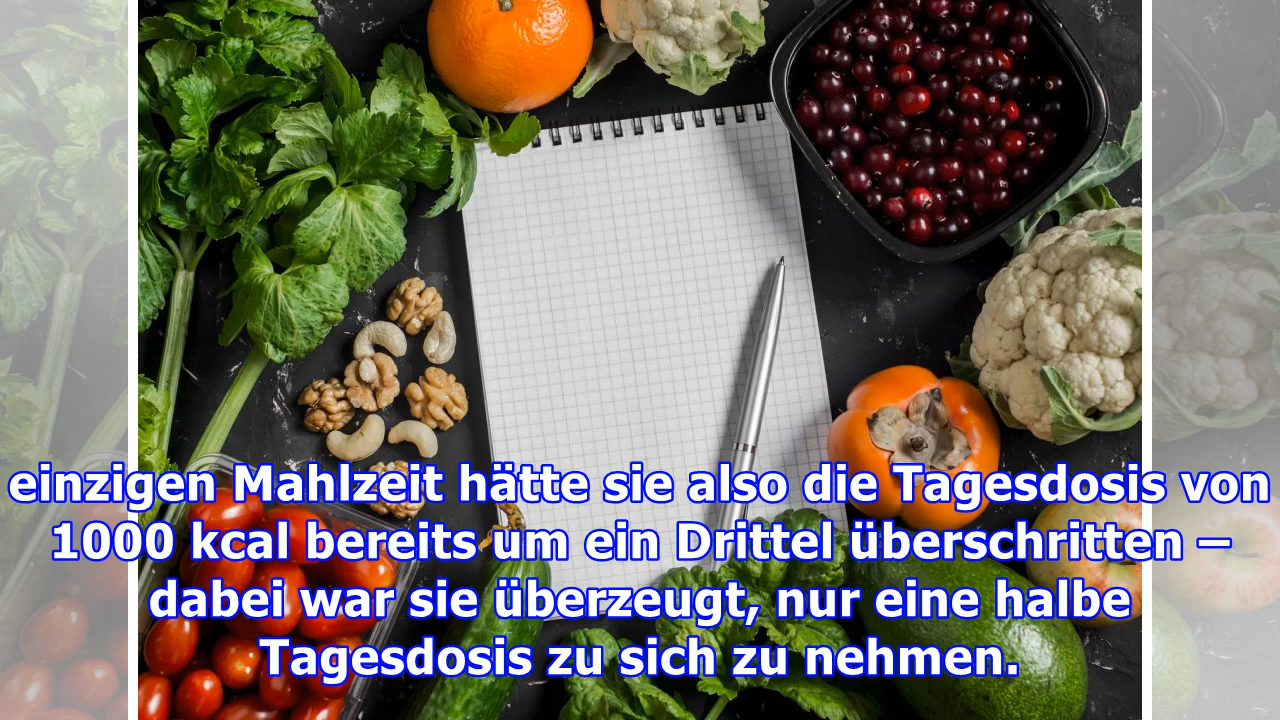 einzigen Mahlzeit hätte sie also die Tagesdosis von
1000 kcal bereits um ein Drittel überschritten –
dabei war sie überzeugt, nur eine halbe
Tagesdosis zu sich zu nehmen.